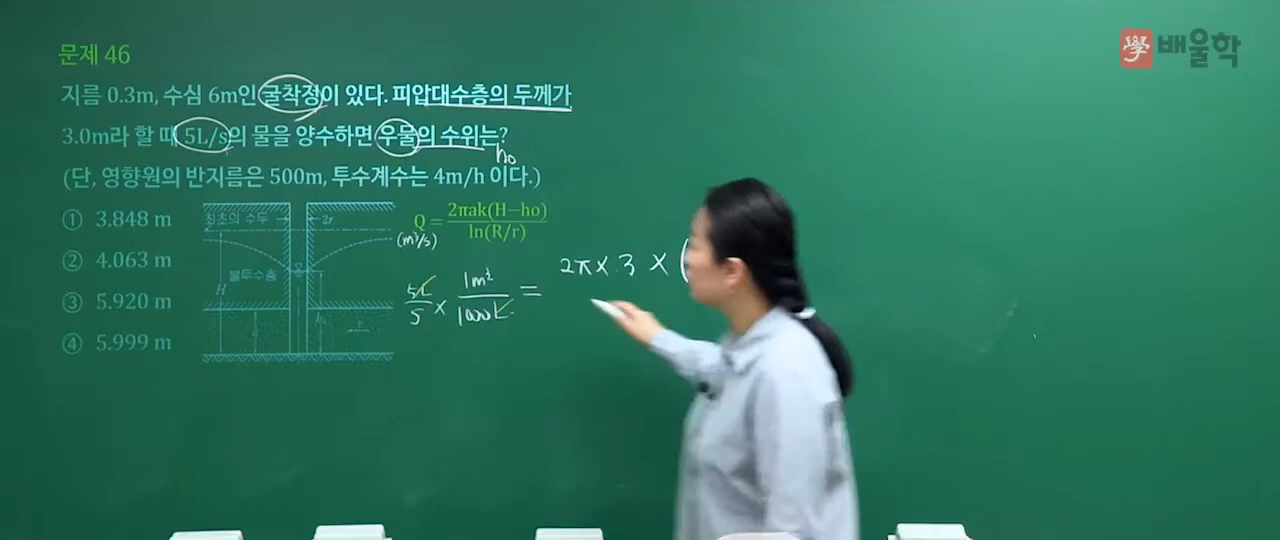 學 배울학
문제 46
지름 0.3m, 수심 6m인 굴착정이 있다. 피압대수층의 두께가
3.0m라 할 때 5L/s의 물을 양수하면 우물의 수위는?
ho
(단, 영향원의 반지름은 500m, 투수계수는 4m/h 이다.)
① 3.848 m
② 4.063 m
③ 5.920 m
④ 5.999 m
최초의 수두
2r
불투수층
H
Q = 2πak(H−ho) / ln(R/r)
(m³/s)
5L/s × 1m³/1000L =
2π × 3 × (